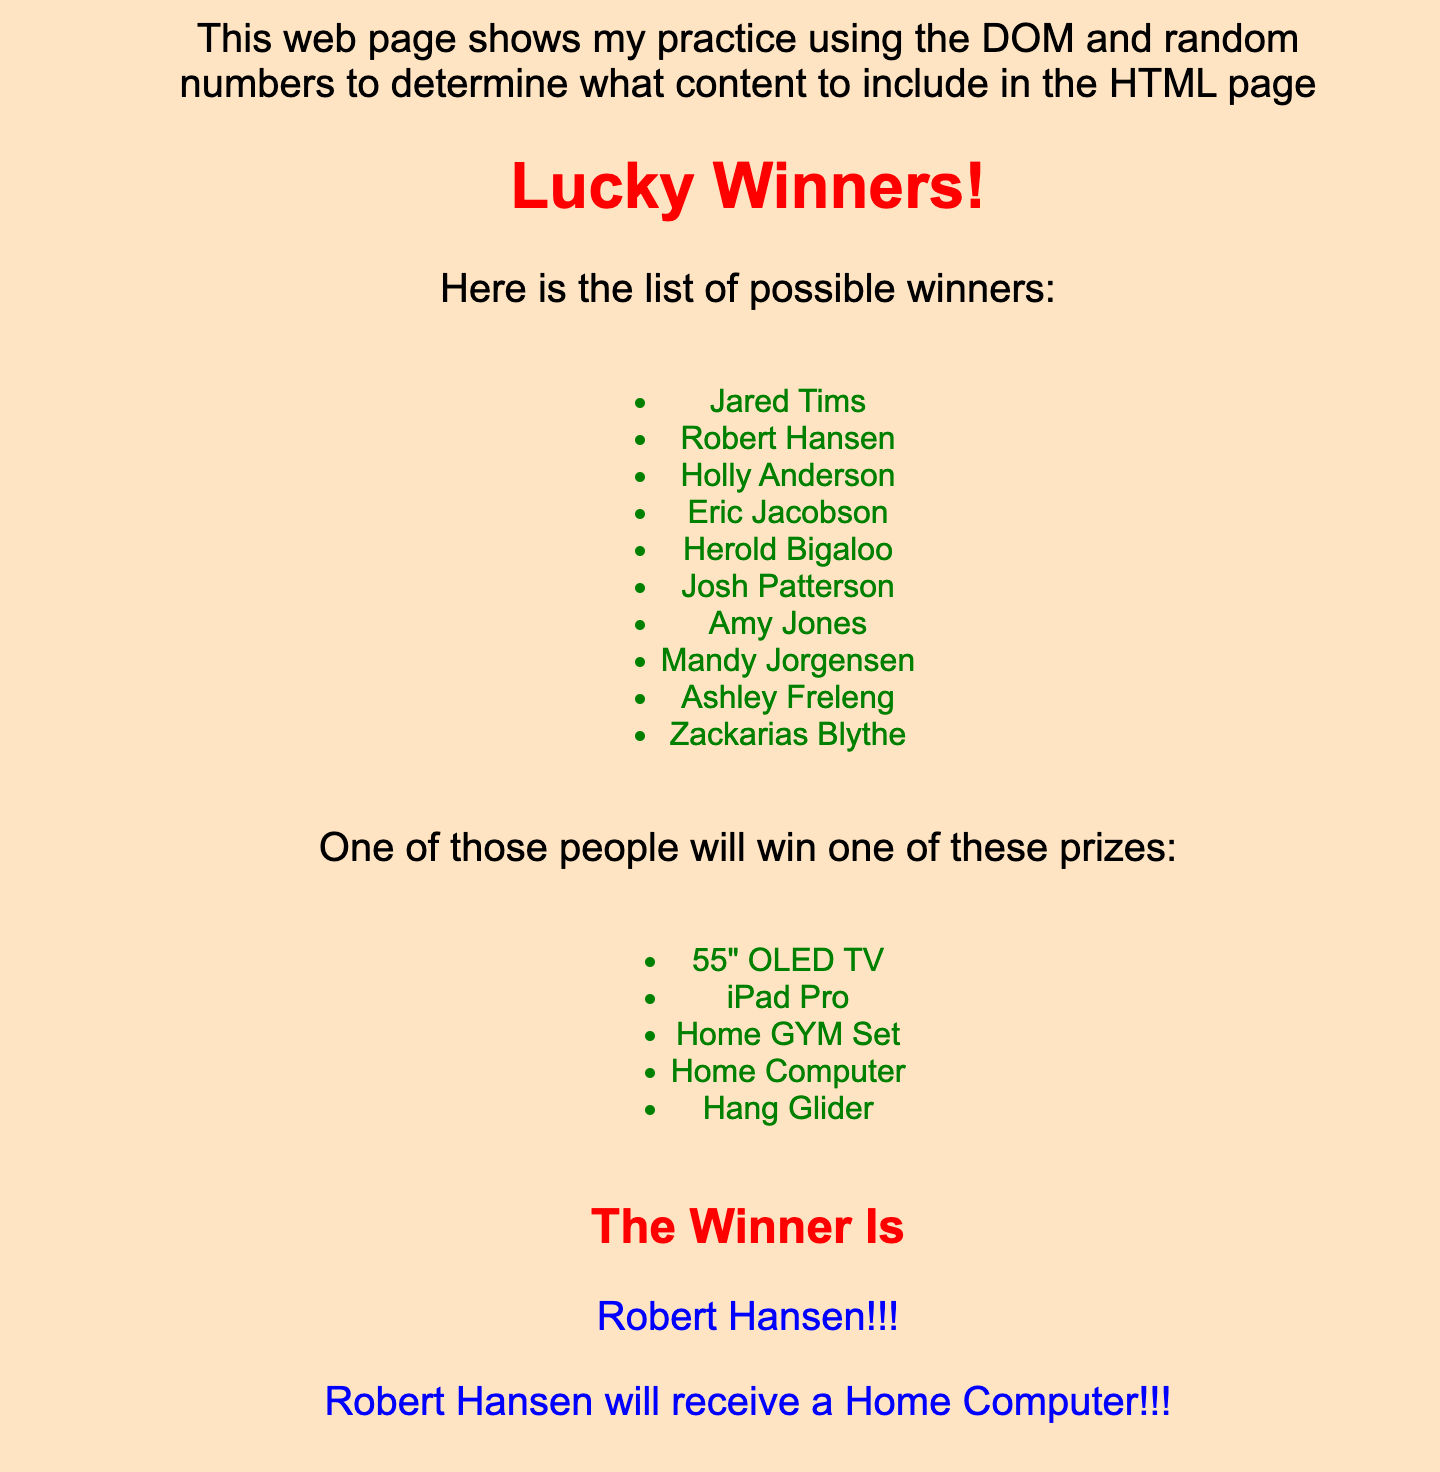 This web page shows my practice using the DOM and random
numbers to determine what content to include in the HTML page
Lucky Winners!
Here is the list of possible winners:
• Jared Tims
• Robert Hansen
• Holly Anderson
• Eric Jacobson
• Herold Bigaloo
• Josh Patterson
• Amy Jones
• Mandy Jorgensen
• Ashley Freleng
• Zackarias Blythe
One of those people will win one of these prizes:
• 55" OLED TV
• iPad Pro
• Home GYM Set
• Home Computer
• Hang Glider
The Winner Is
Robert Hansen!!!
Robert Hansen will receive a Home Computer!!!